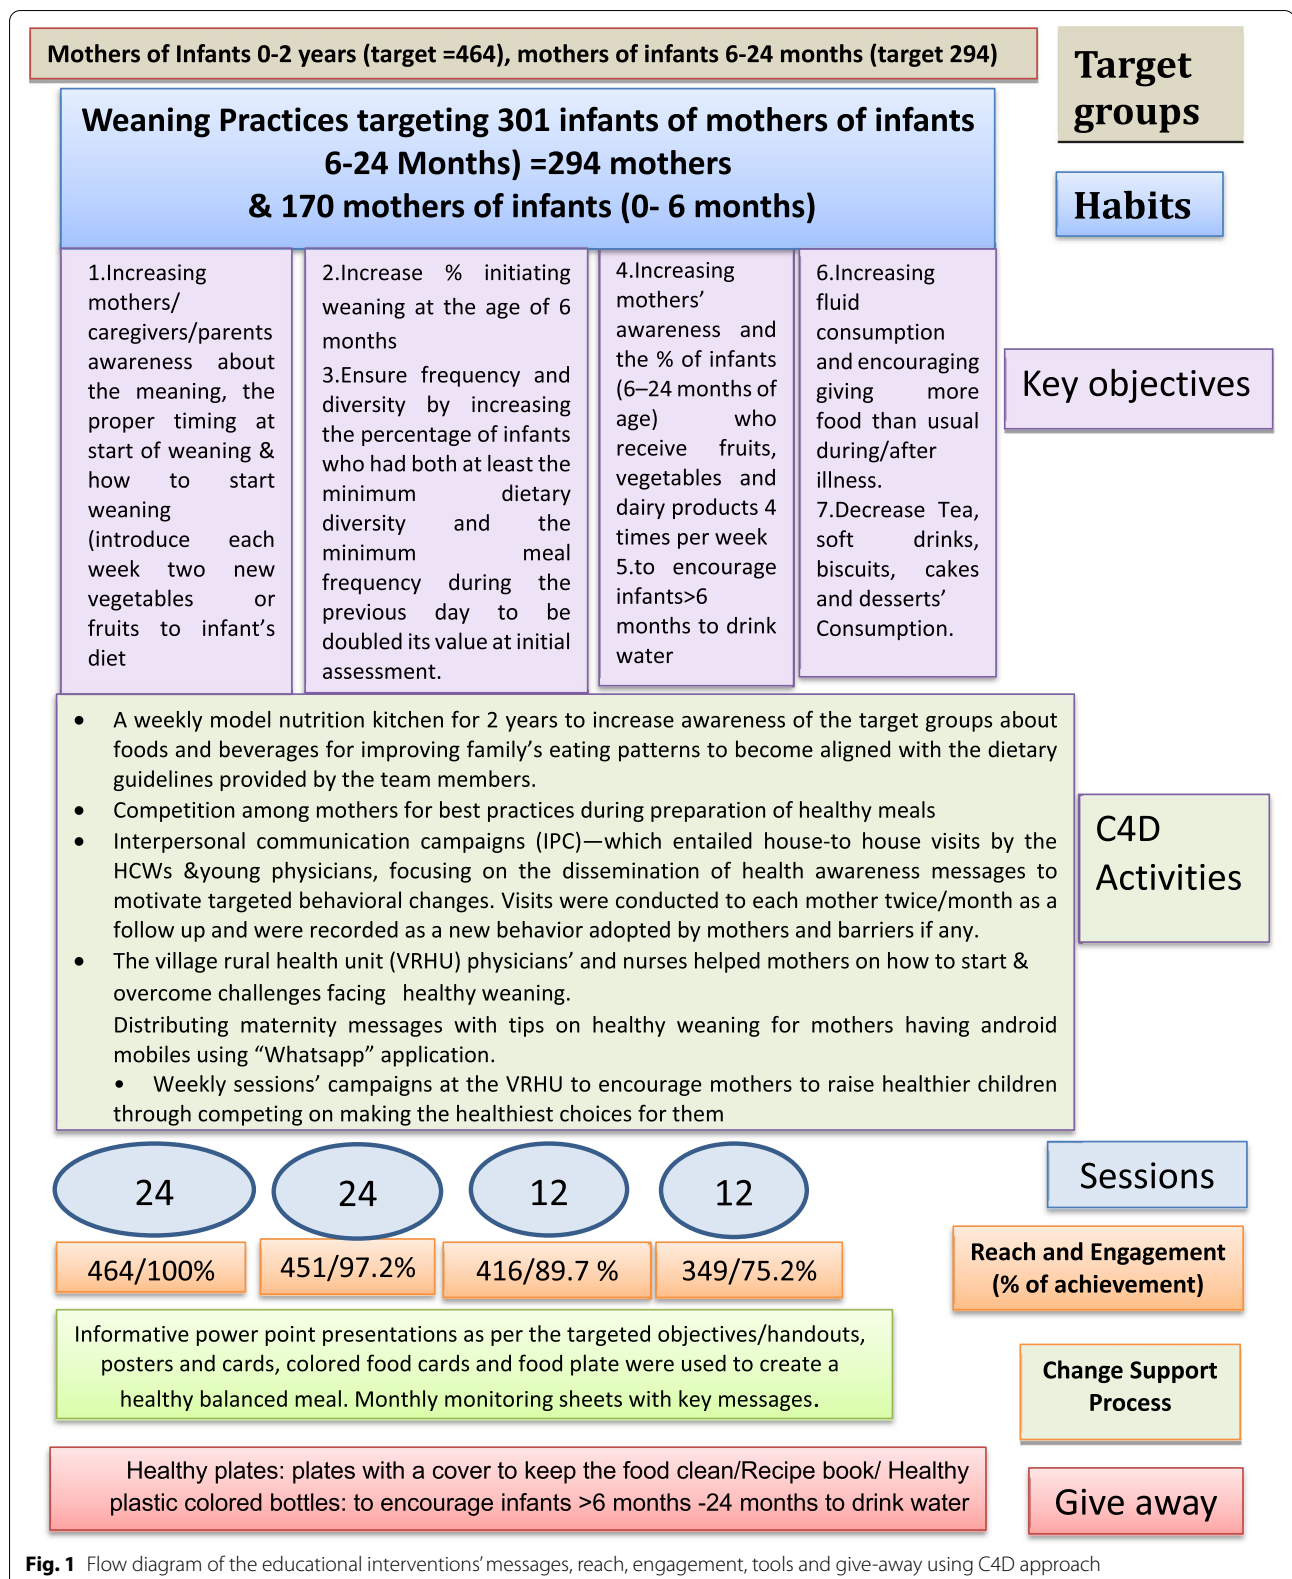 Mothers of Infants 0-2 years (target =464), mothers of infants 6-24 months (target 294)
Target
groups
Weaning Practices targeting 301 infants of mothers of infants
6-24 Months) =294 mothers
& 170 mothers of infants (0- 6 months)
Habits
1.Increasing
mothers/
caregivers/parents
awareness about
the meaning, the
proper timing at
start of weaning &
how to start
weaning
(introduce each
week two new
vegetables or
fruits to infant's
diet
2.Increase % initiating
weaning at the age of 6
months
3.Ensure frequency and
diversity by increasing
the percentage of infants
who had both at least the
minimum dietary
diversity and the
minimum meal
frequency during the
previous day to be
doubled its value at initial
assessment.
4.Increasing
mothers'
awareness and
the % of infants
(6–24 months of
age) who
receive fruits,
vegetables and
dairy products 4
times per week
5.to encourage
infants>6
months to drink
water
6.Increasing
fluid
consumption
and encouraging
giving more
food than usual
during/after
illness.
7.Decrease Tea,
soft drinks,
biscuits, cakes
and desserts'
Consumption.
Key objectives
• A weekly model nutrition kitchen for 2 years to increase awareness of the target groups about
foods and beverages for improving family's eating patterns to become aligned with the dietary
guidelines provided by the team members.
• Competition among mothers for best practices during preparation of healthy meals
• Interpersonal communication campaigns (IPC)—which entailed house-to house visits by the
HCWs &young physicians, focusing on the dissemination of health awareness messages to
motivate targeted behavioral changes. Visits were conducted to each mother twice/month as a
follow up and were recorded as a new behavior adopted by mothers and barriers if any.
• The village rural health unit (VRHU) physicians' and nurses helped mothers on how to start &
overcome challenges facing healthy weaning.
Distributing maternity messages with tips on healthy weaning for mothers having android
mobiles using “Whatsapp” application.
• Weekly sessions' campaigns at the VRHU to encourage mothers to raise healthier children
through competing on making the healthiest choices for them
C4D
Activities
24
24
12
12
Sessions
464/100%
451/97.2%
416/89.7 %
349/75.2%
Reach and Engagement
(% of achievement)
Informative power point presentations as per the targeted objectives/handouts,
posters and cards, colored food cards and food plate were used to create a
healthy balanced meal. Monthly monitoring sheets with key messages.
Change Support
Process
Healthy plates: plates with a cover to keep the food clean/Recipe book/ Healthy
plastic colored bottles: to encourage infants >6 months -24 months to drink water
Give away
Fig. 1 Flow diagram of the educational interventions' messages, reach, engagement, tools and give-away using C4D approach